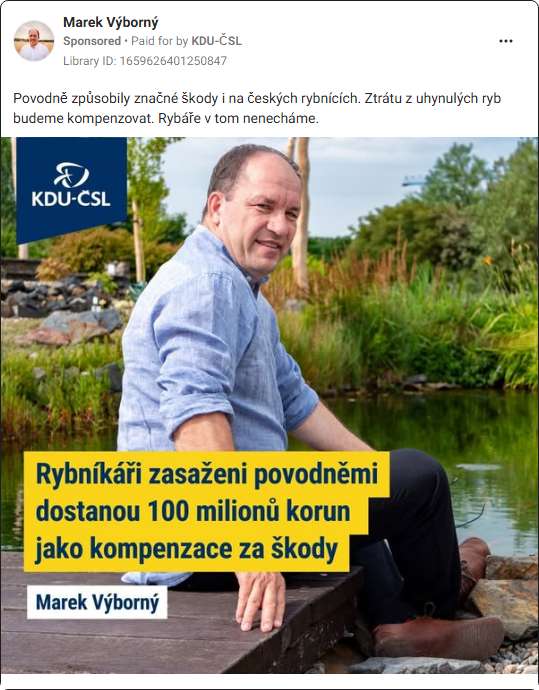 Marek Výborný
Sponsored • Paid for by KDU-ČSL
Library ID: 1659626401250847
Povodně způsobily značné škody i na českých rybnících. Ztrátu z uhynulých ryb
budeme kompenzovat. Rybáře v tom nenecháme.
KDU-ČSL
Rybníkáři zasaženi povodněmi
dostanou 100 milionů korun
jako kompenzace za škody
Marek Výborný